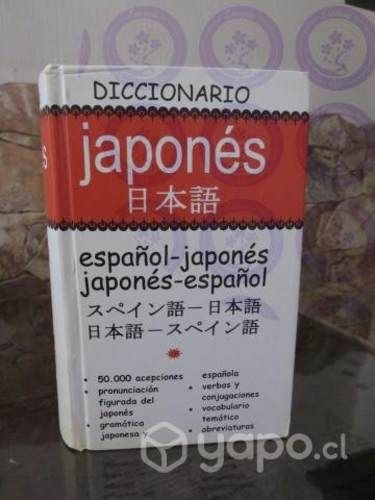 DICCIONARIO
japonés
日本語
español-japonés
japonés-español
スペイン語－日本語
日本語－スペイン語
• 50.000 acepciones
• pronunciación
figurada del
japonés
• gramática
japonesa y
española
• verbos y
conjugaciones
• vocabulario
temático
• abreviaturas
S
yapo.cl